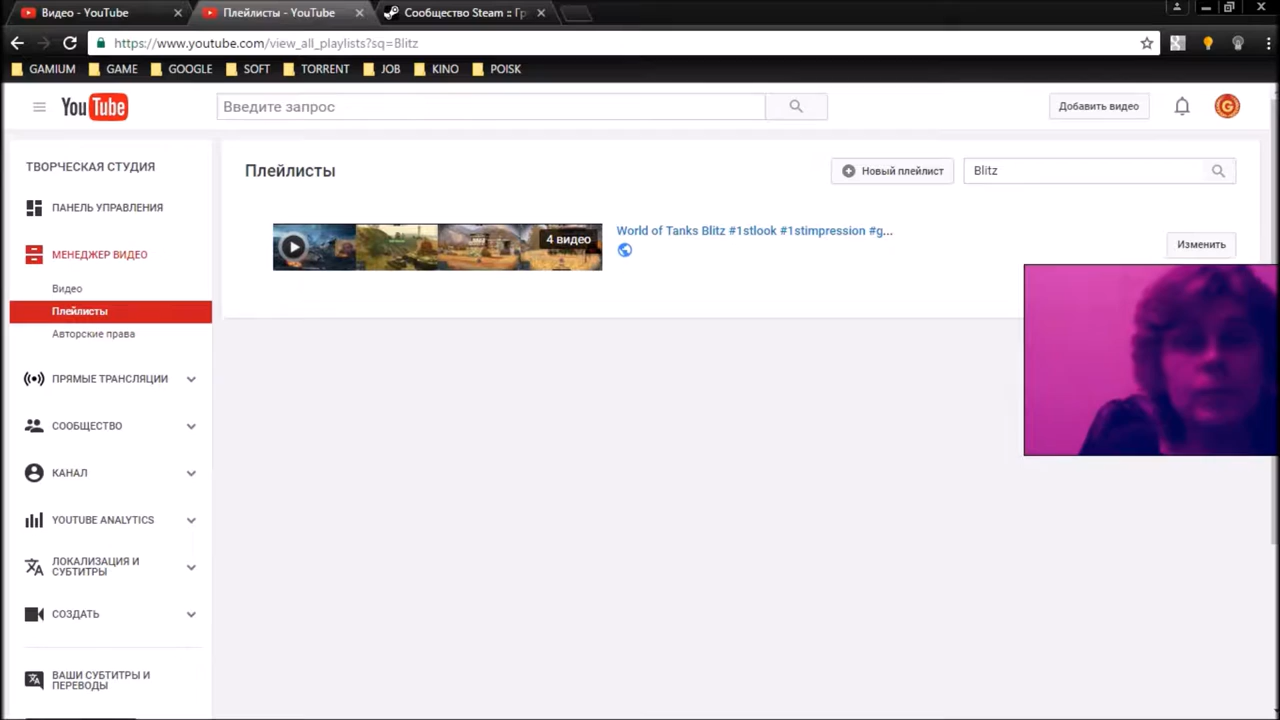 Видео - YouTube
Плейлисты - YouTube
Сообщество Steam :: Гр
https://www.youtube.com/view_all_playlists?sq=Blitz
GAMIUM
GAME
GOOGLE
SOFT
TORRENT
JOB
KINO
POISK
YouTube
Введите запрос
Добавить видео
G
ТВОРЧЕСКАЯ СТУДИЯ
Плейлисты
Новый плейлист
Blitz
ПАНЕЛЬ УПРАВЛЕНИЯ
4 видео
World of Tanks Blitz #1stlook #1stimpression #g...
Изменить
МЕНЕДЖЕР ВИДЕО
Видео
Плейлисты
Авторские права
ПРЯМЫЕ ТРАНСЛЯЦИИ
СООБЩЕСТВО
КАНАЛ
YOUTUBE ANALYTICS
ЛОКАЛИЗАЦИЯ И
СУБТИТРЫ
СОЗДАТЬ
ВАШИ СУБТИТРЫ И
ПЕРЕВОДЫ